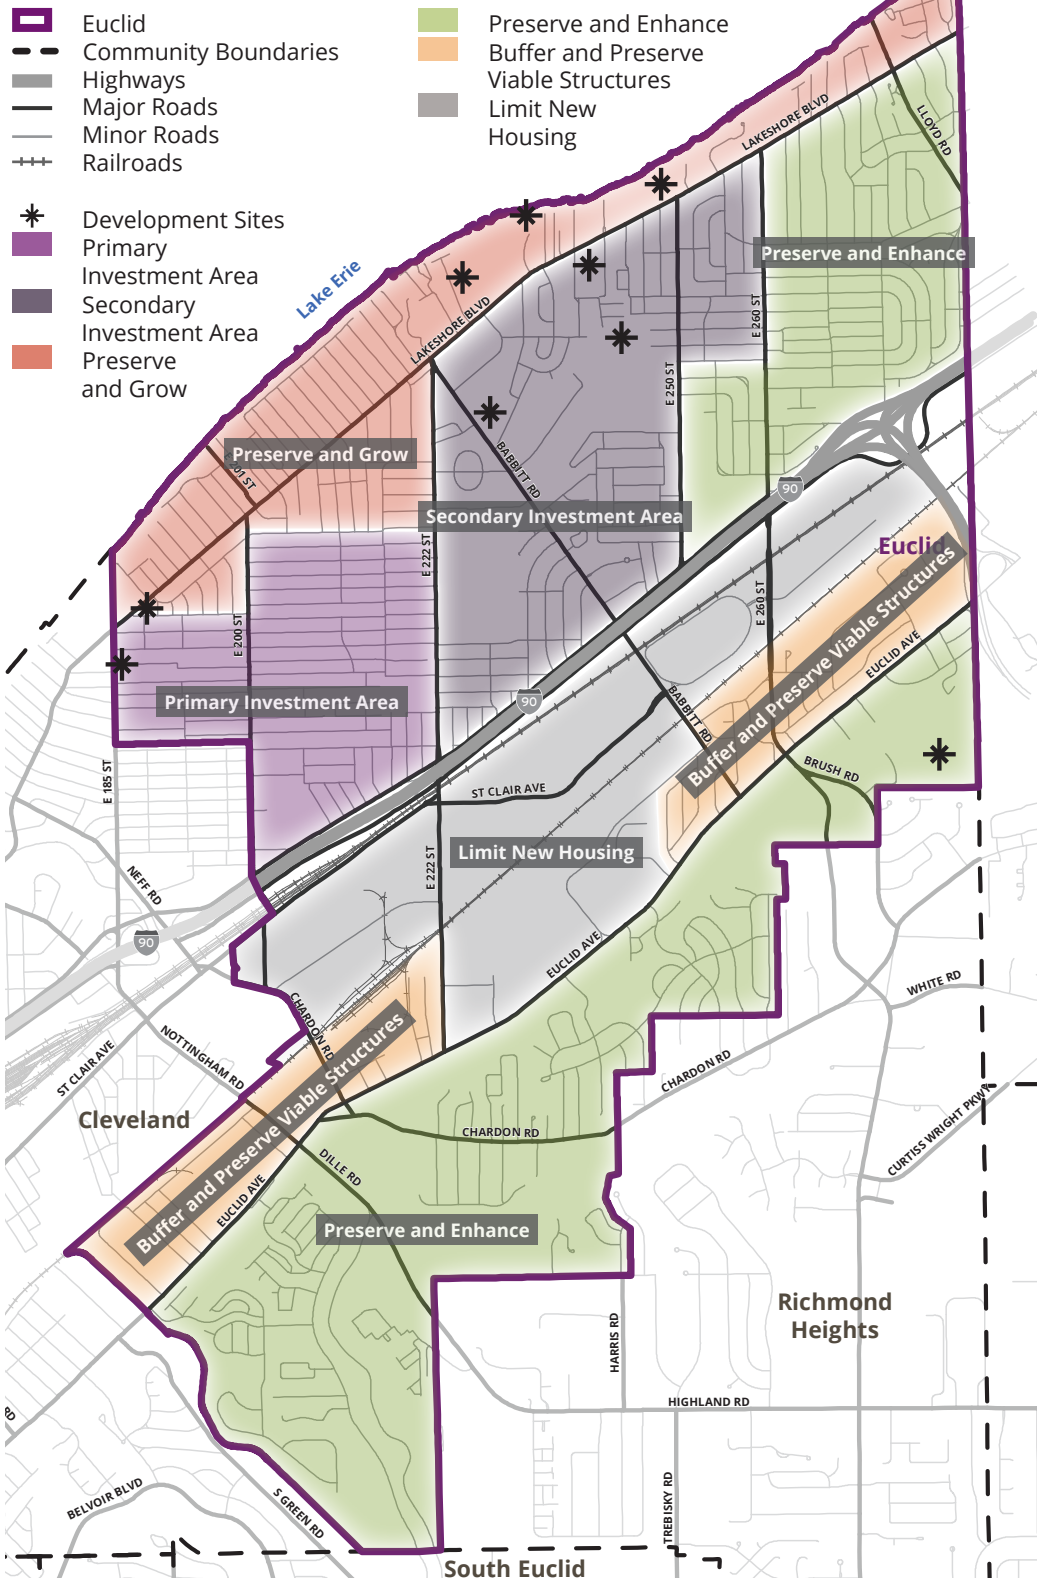 Euclid
Community Boundaries
Highways
Major Roads
Minor Roads
Railroads
Development Sites
Primary
Investment Area
Secondary
Investment Area
Preserve
and Grow
Preserve and Enhance
Buffer and Preserve
Viable Structures
Limit New
Housing
LAKESHORE BLVD
LLOYD RD
Preserve and Enhance
Lake Erie
LAKESHORE BLVD
E 260 ST
E 250 ST
Preserve and Grow
E 201 ST
BABBITT RD
90
Secondary Investment Area
E 222 ST
Euclid
E 200 ST
E 260 ST
Buffer and Preserve Viable Structures
EUCLID AVE
Primary Investment Area
90
BABBITT RD
BRUSH RD
E 185 ST
ST CLAIR AVE
Limit New Housing
E 222 ST
NEFF RD
90
EUCLID AVE
WHITE RD
CHARDON RD
NOTTINGHAM RD
ST CLAIR AVE
CHARDON RD
Cleveland
Buffer and Preserve Viable Structures
CHARDON RD
CURTISS WRIGHT PKWY
DILLE RD
EUCLID AVE
Preserve and Enhance
Richmond
Heights
HARRIS RD
HIGHLAND RD
RD
BELVOIR BLVD
S GREEN RD
TREBISKY RD
South Euclid